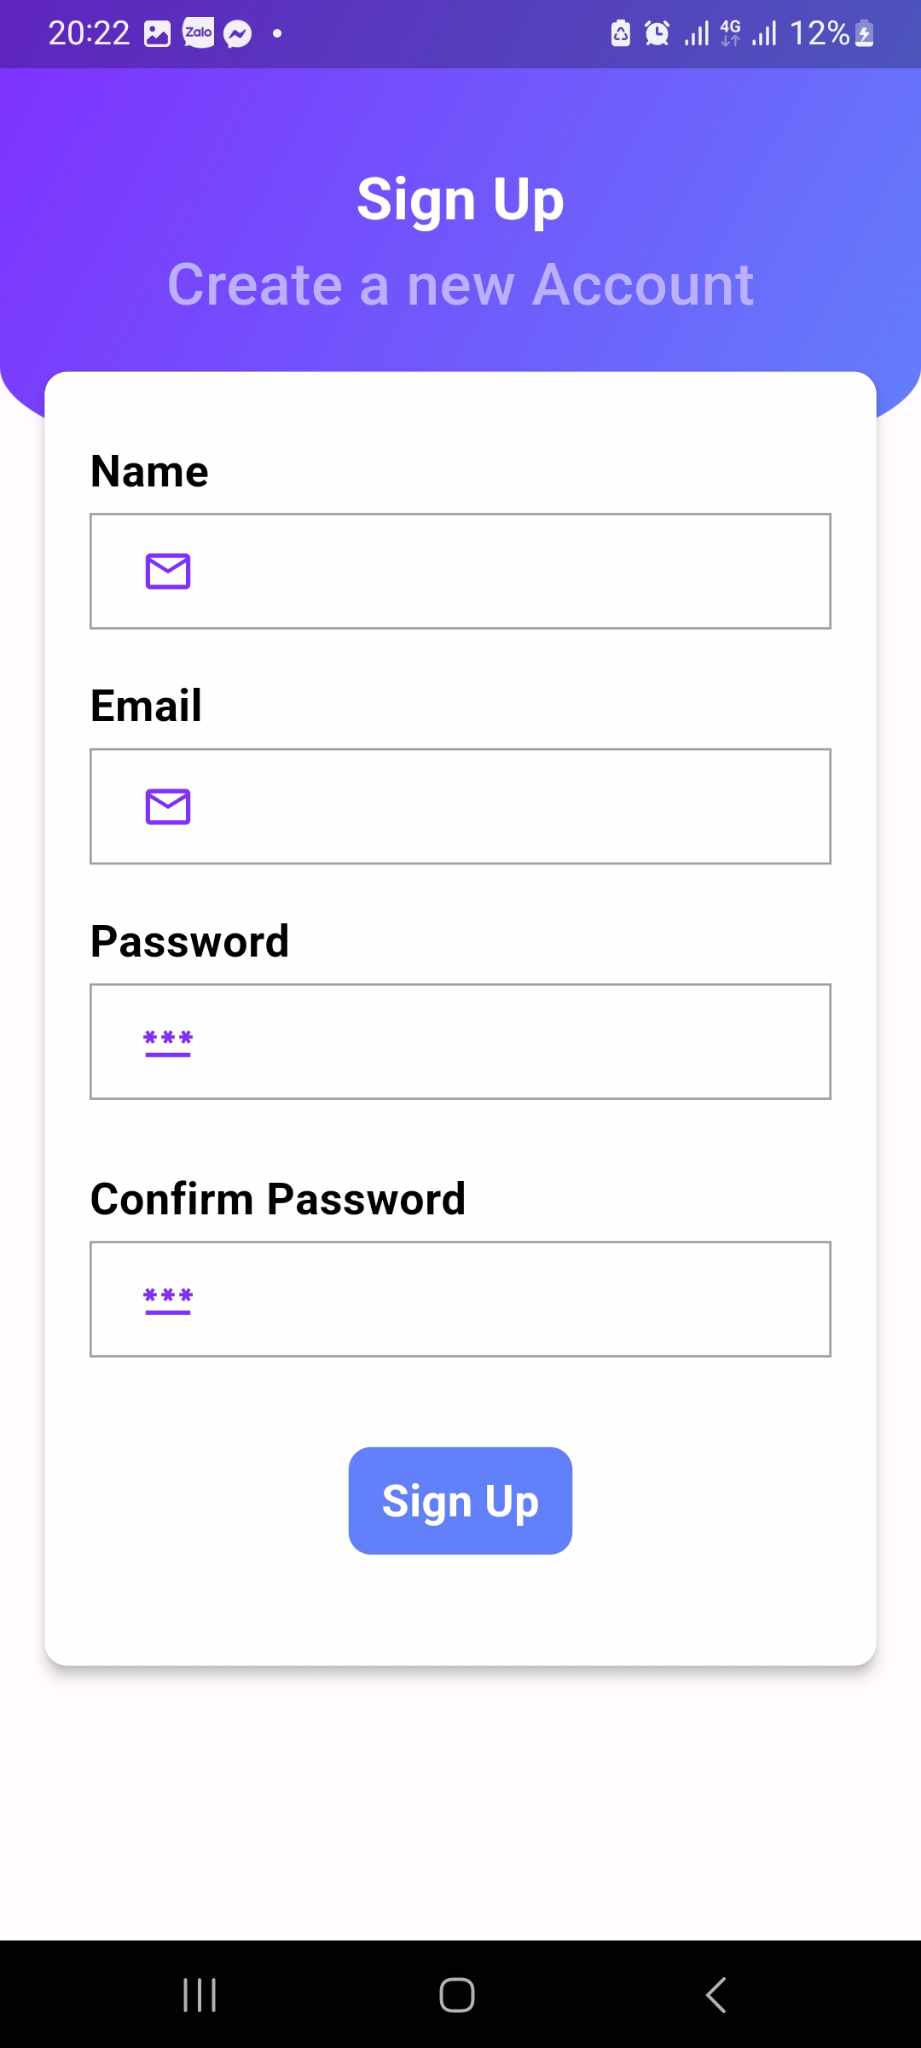 20:22 Zalo 4G 12%
Sign Up
Create a new Account
Name
Email
Password
***
Confirm Password
***
Sign Up